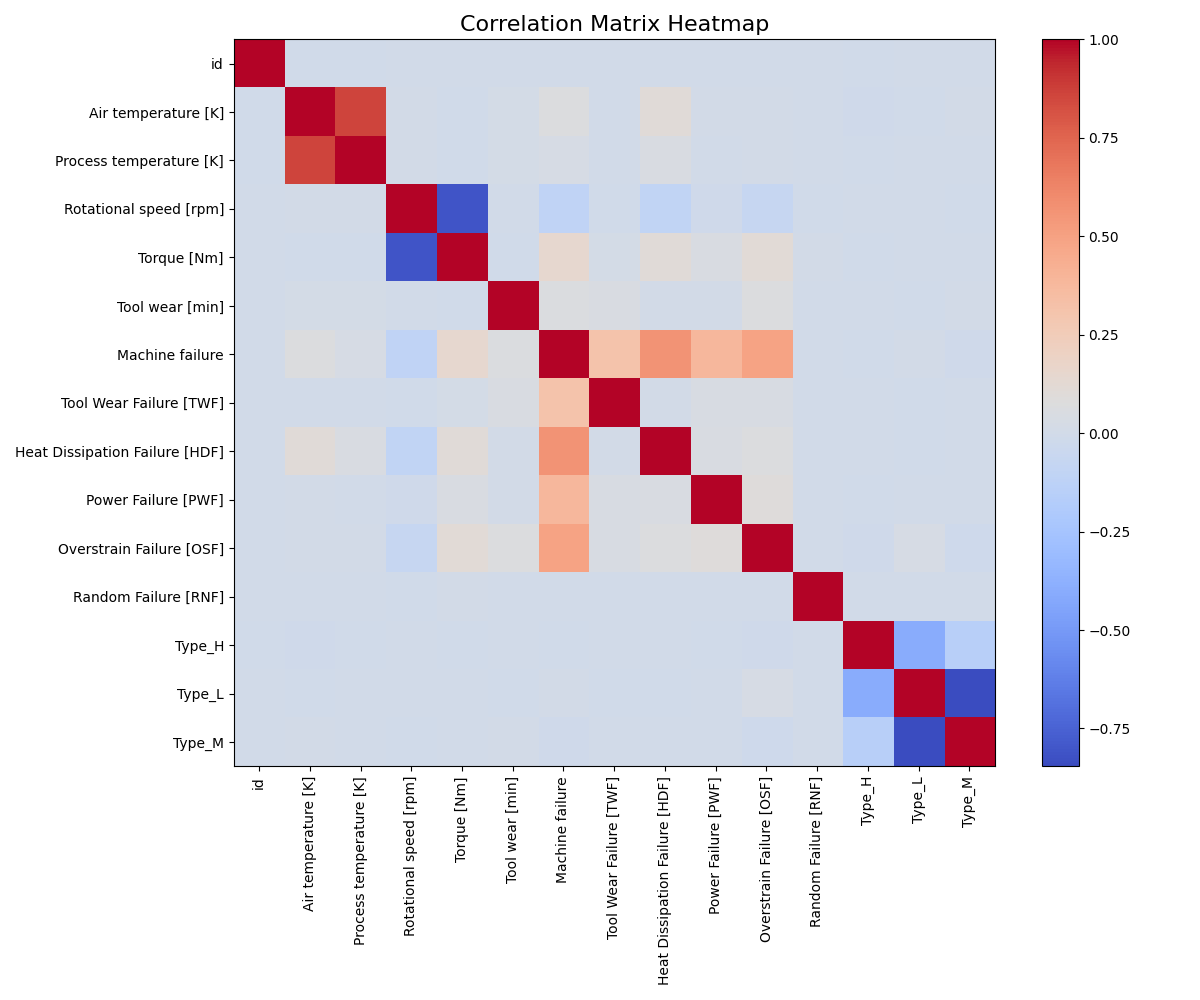 Correlation Matrix Heatmap
id
Air temperature [K]
Process temperature [K]
Rotational speed [rpm]
Torque [Nm]
Tool wear [min]
Machine failure
Tool Wear Failure [TWF]
Heat Dissipation Failure [HDF]
Power Failure [PWF]
Overstrain Failure [OSF]
Random Failure [RNF]
Type_H
Type_L
Type_M
id
Air temperature [K]
Process temperature [K]
Rotational speed [rpm]
Torque [Nm]
Tool wear [min]
Machine failure
Tool Wear Failure [TWF]
Heat Dissipation Failure [HDF]
Power Failure [PWF]
Overstrain Failure [OSF]
Random Failure [RNF]
Type_H
Type_L
Type_M
1.00
0.75
0.50
0.25
0.00
−0.25
−0.50
−0.75